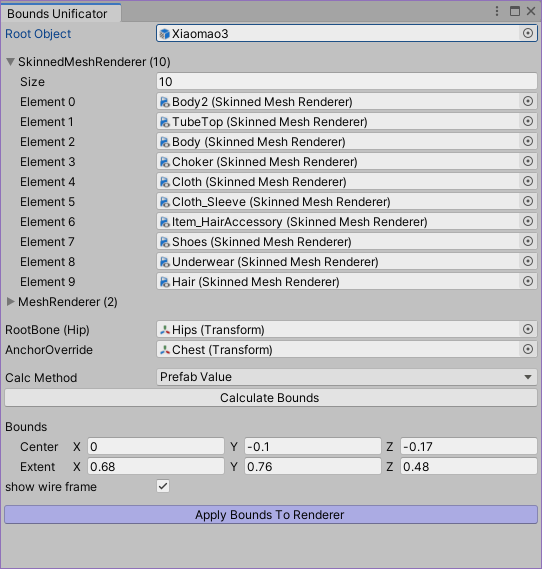 Bounds Unificator
Root Object Xiaomao3
SkinnedMeshRenderer (10)
Size 10
Element 0 Body2 (Skinned Mesh Renderer)
Element 1 TubeTop (Skinned Mesh Renderer)
Element 2 Body (Skinned Mesh Renderer)
Element 3 Choker (Skinned Mesh Renderer)
Element 4 Cloth (Skinned Mesh Renderer)
Element 5 Cloth_Sleeve (Skinned Mesh Renderer)
Element 6 Item_HairAccessory (Skinned Mesh Renderer)
Element 7 Shoes (Skinned Mesh Renderer)
Element 8 Underwear (Skinned Mesh Renderer)
Element 9 Hair (Skinned Mesh Renderer)
MeshRenderer (2)
RootBone (Hip) Hips (Transform)
AnchorOverride Chest (Transform)
Calc Method Prefab Value
Calculate Bounds
Bounds
Center X 0 Y -0.1 Z -0.17
Extent X 0.68 Y 0.76 Z 0.48
show wire frame
Apply Bounds To Renderer